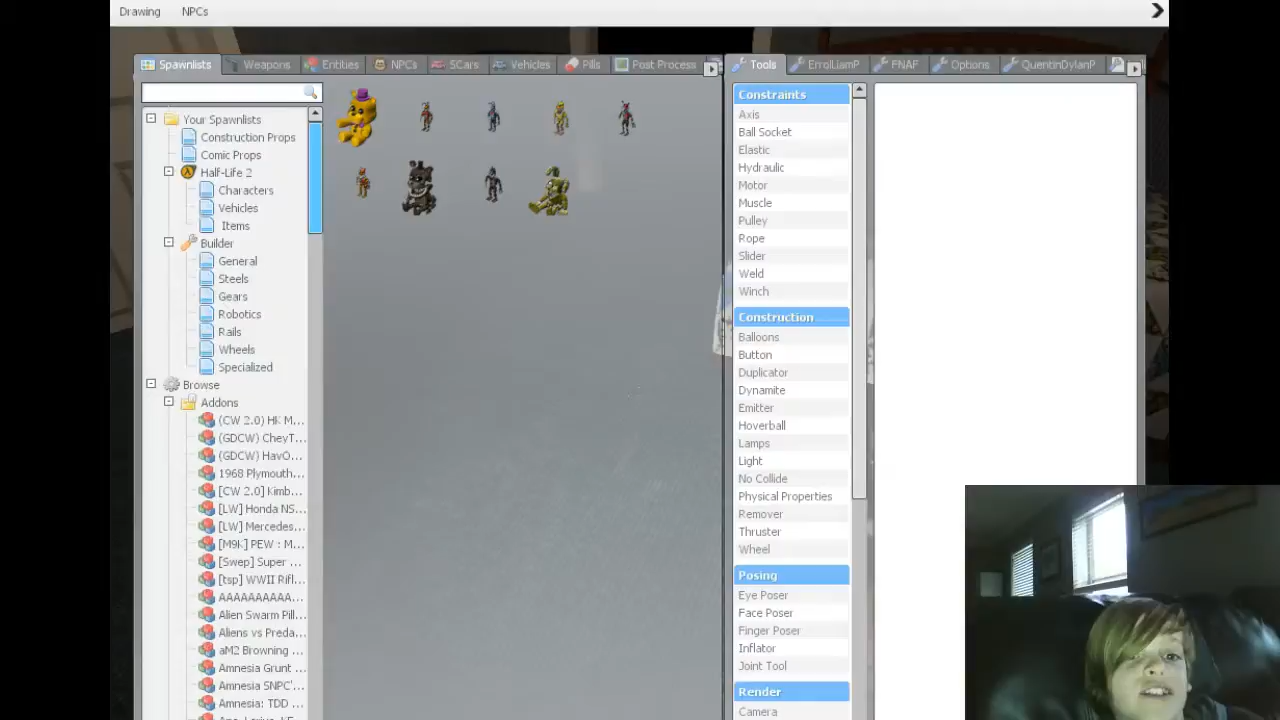 Drawing NPCs
Spawnlists Weapons Entities NPCs SCars Vehicles Pills Post Process
Tools ErrolLiamP FNAF Options QuentinDylanP
Your Spawnlists
Construction Props
Comic Props
Half-Life 2
Characters
Vehicles
Items
Builder
General
Steels
Gears
Robotics
Rails
Wheels
Specialized
Browse
Addons
(CW 2.0) HK M...
(GDCW) CheyT...
(GDCW) HavO...
1968 Plymouth...
[CW 2.0] Kimb...
[LW] Honda NS...
[LW] Mercedes...
[M9k] PEW : M...
[Swep] Super ...
[tsp] WWII Rifl...
AAAAAAAAAA...
Alien Swarm Pill...
Aliens vs Preda...
aM2 Browning ...
Amnesia Grunt ...
Amnesia SNPC'...
Amnesia: TDD ...
Constraints
Axis
Ball Socket
Elastic
Hydraulic
Motor
Muscle
Pulley
Rope
Slider
Weld
Winch
Construction
Balloons
Button
Duplicator
Dynamite
Emitter
Hoverball
Lamps
Light
No Collide
Physical Properties
Remover
Thruster
Wheel
Posing
Eye Poser
Face Poser
Finger Poser
Inflator
Joint Tool
Render
Camera